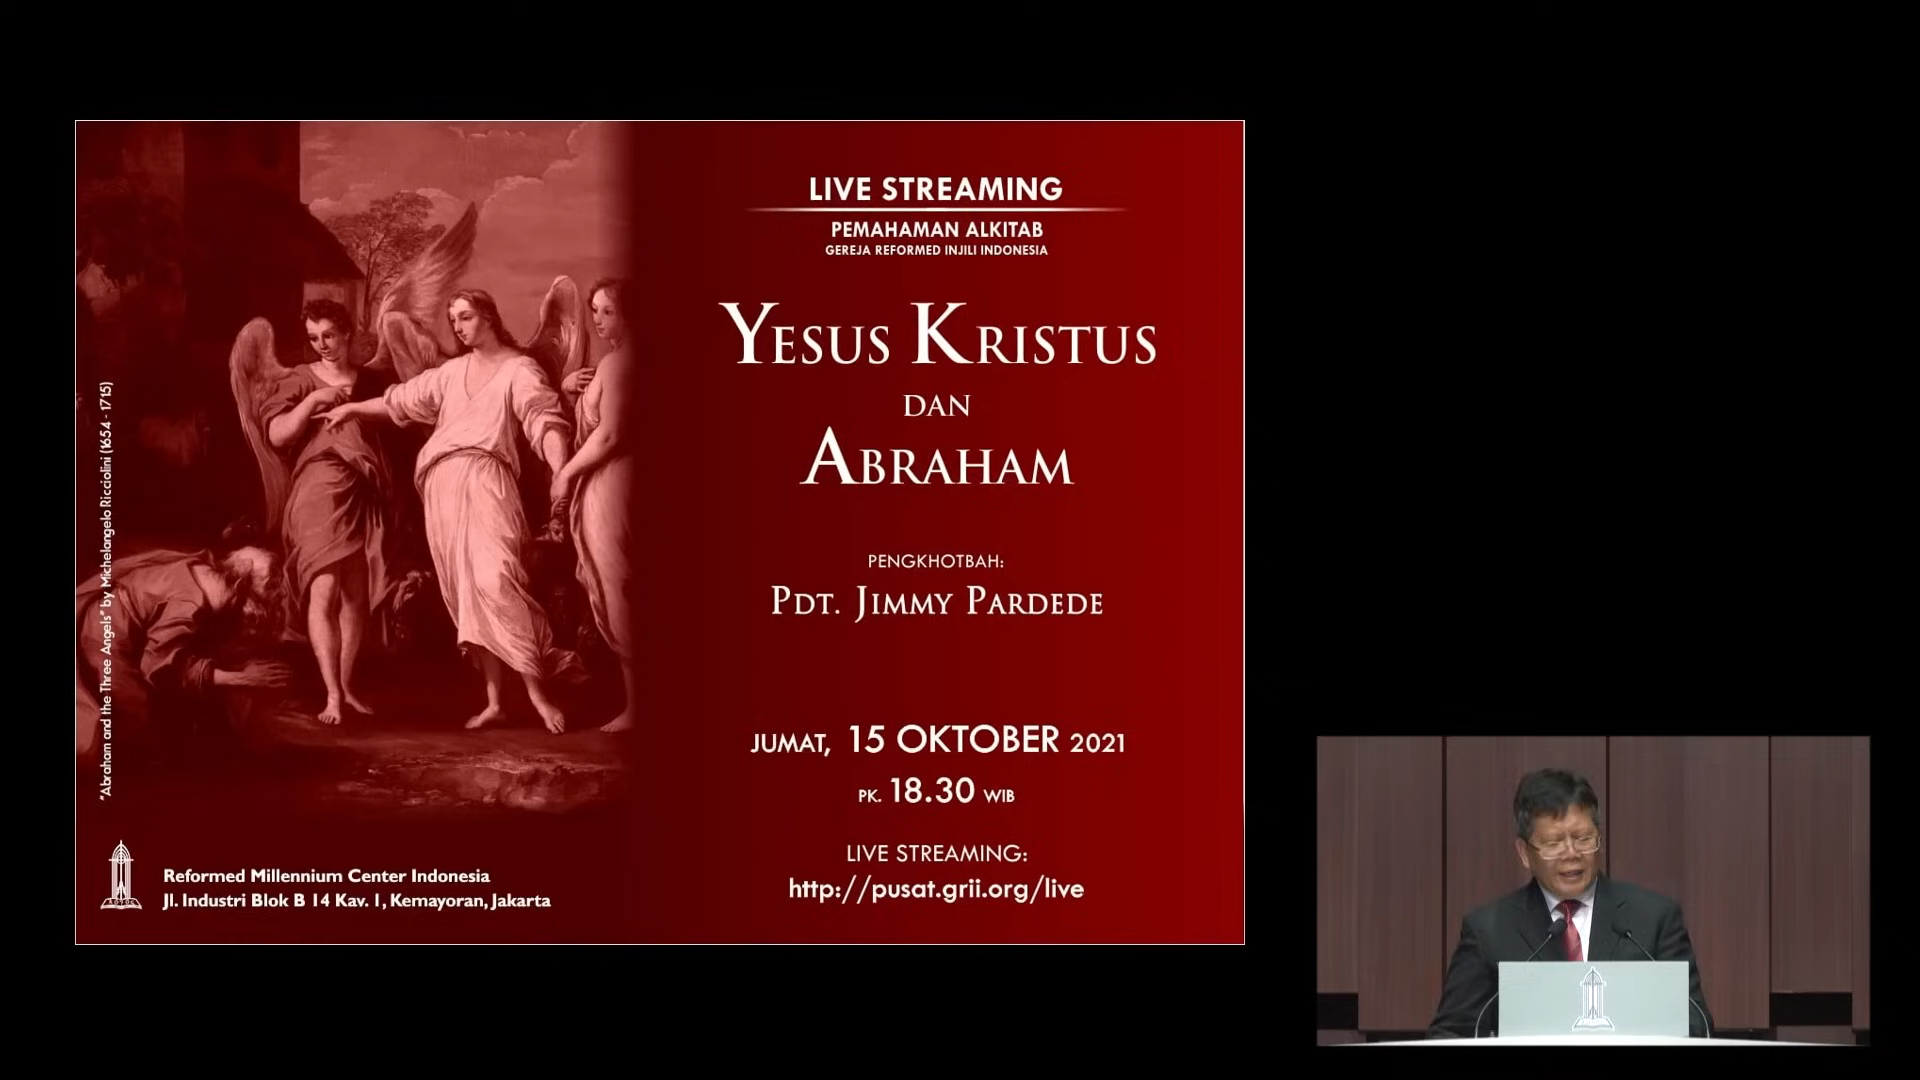 LIVE STREAMING
PEMAHAMAN ALKITAB
GEREJA REFORMED INJILI INDONESIA
YESUS KRISTUS
DAN
ABRAHAM
PENGKHOTBAH:
PDT. JIMMY PARDEDE
JUMAT, 15 OKTOBER 2021
PK. 18.30 WIB
LIVE STREAMING:
http://pusat.grii.org/live
"Abraham and the Three Angels" by Michelangelo Ricciolini (1654 - 1715)
Reformed Millennium Center Indonesia
Jl. Industri Blok B 14 Kav. 1, Kemayoran, Jakarta